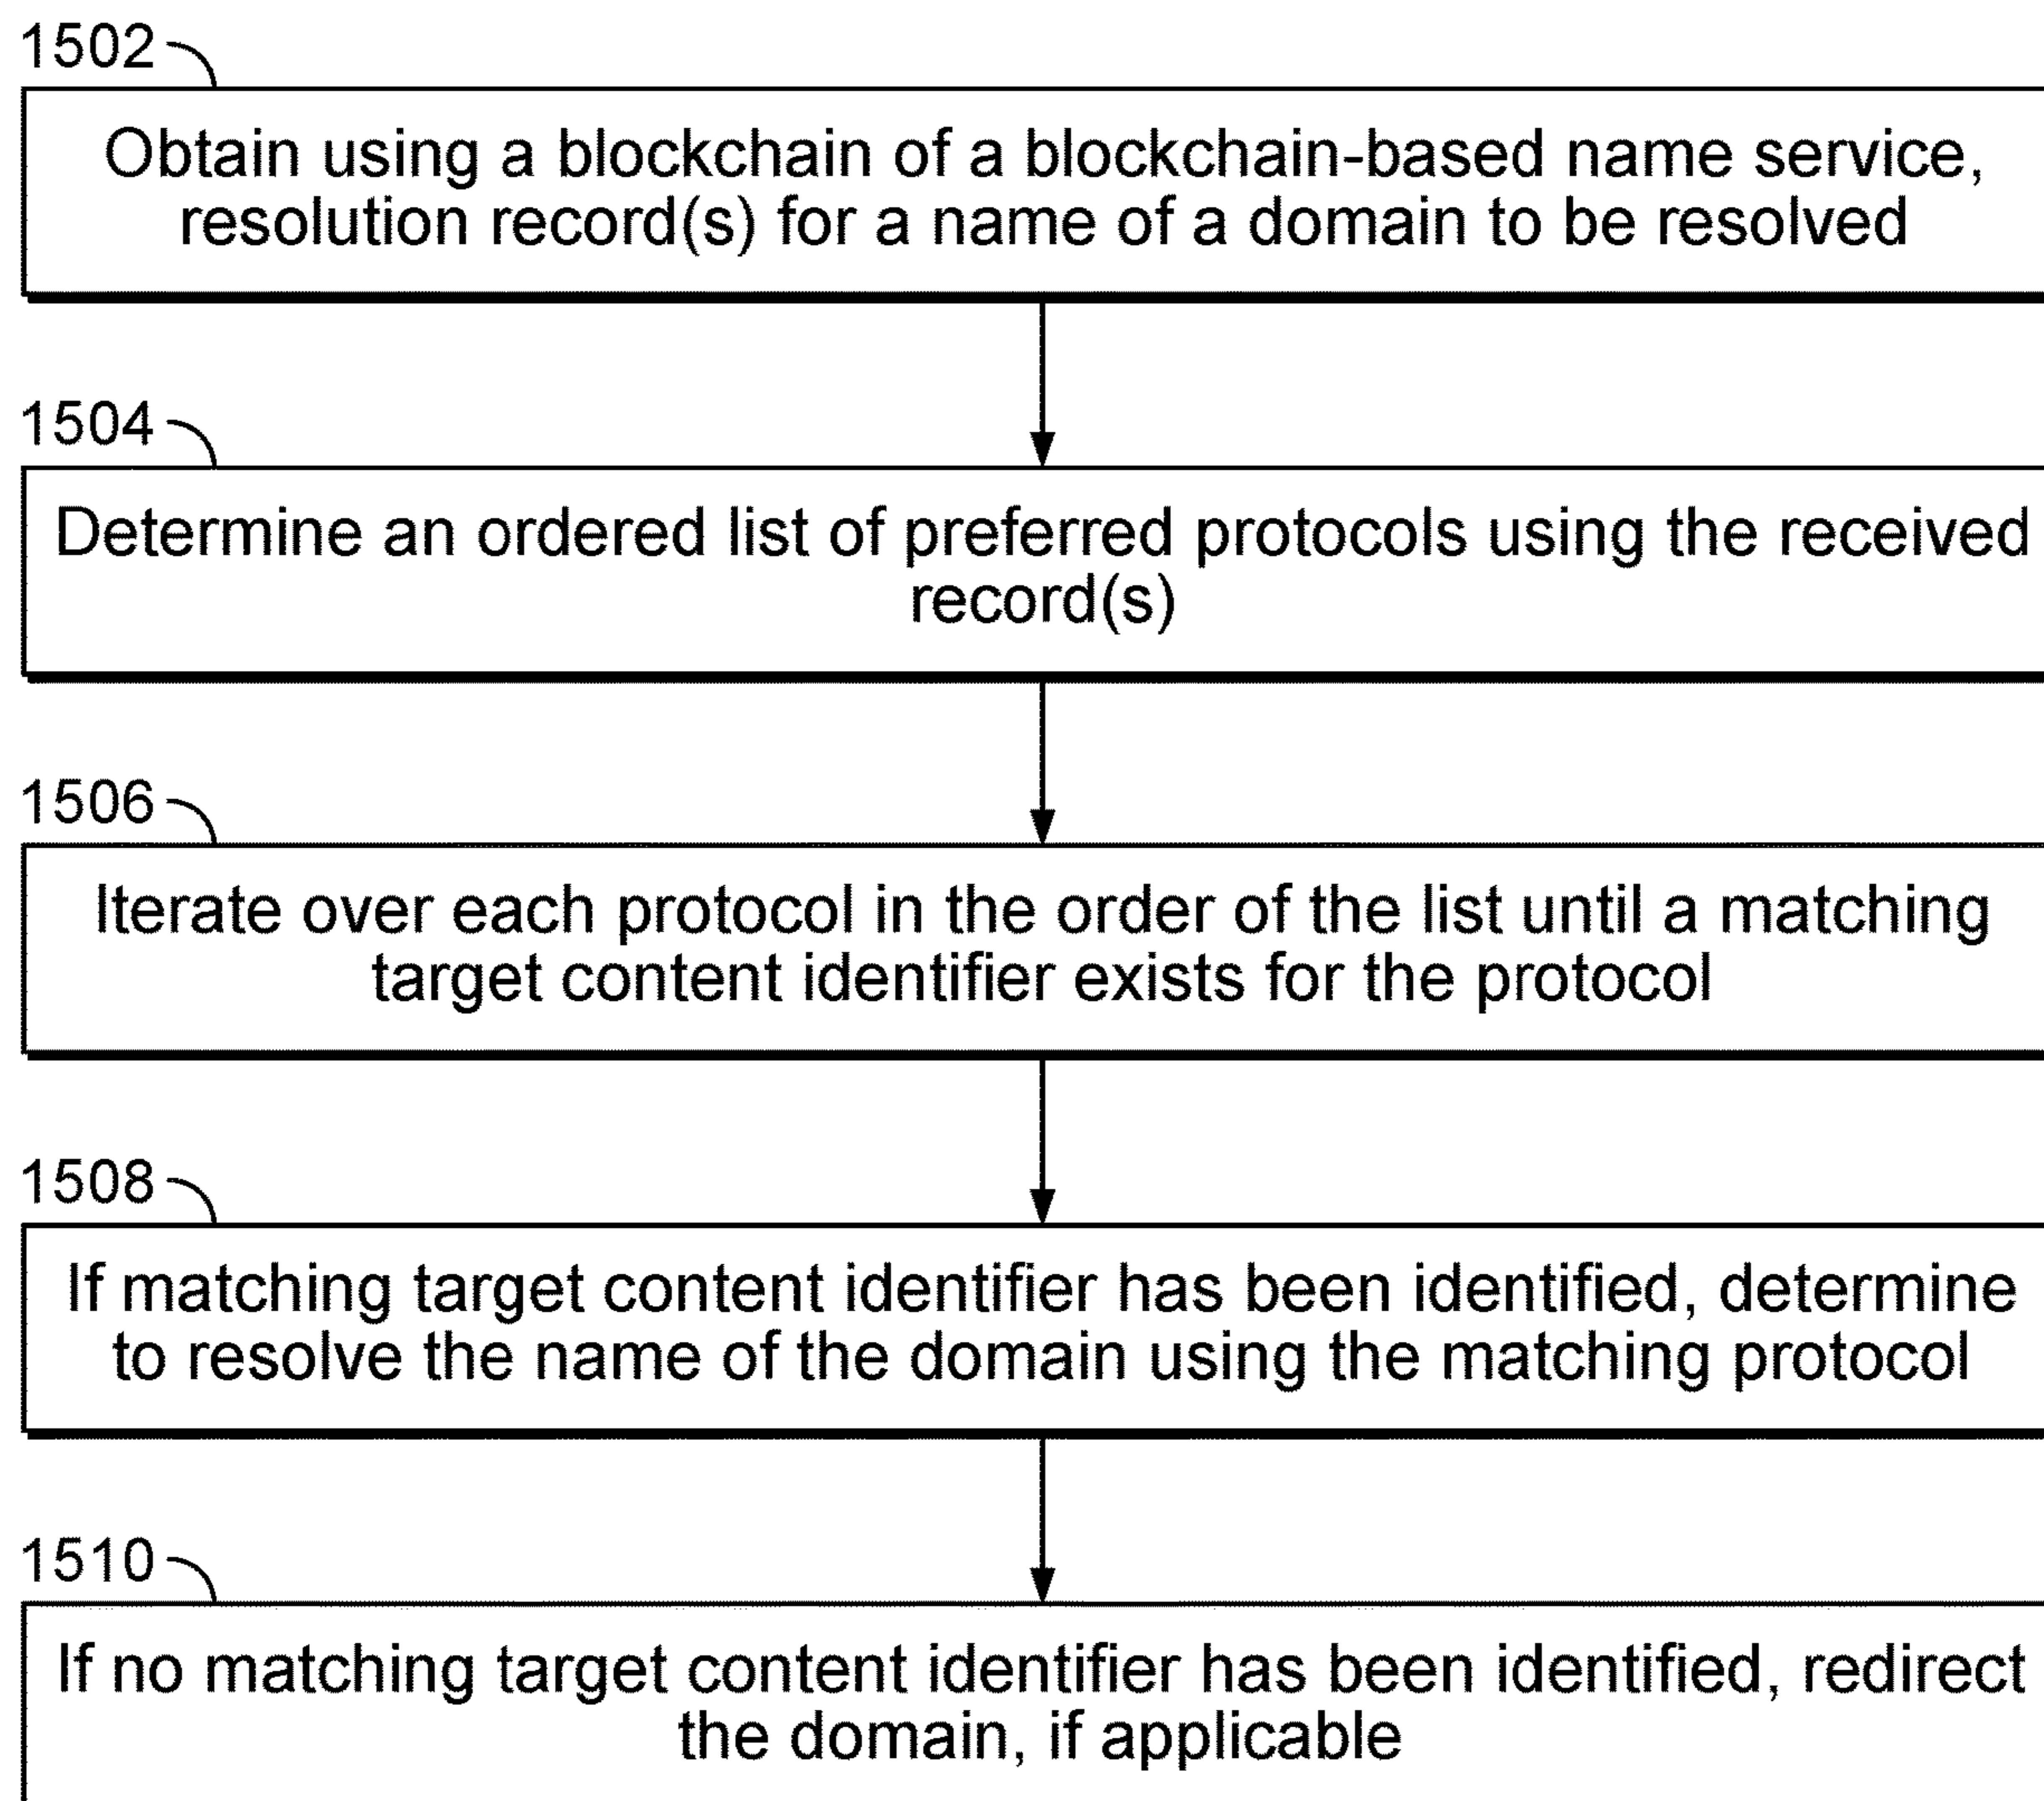 1502
Obtain using a blockchain of a blockchain-based name service,
resolution record(s) for a name of a domain to be resolved
1504
Determine an ordered list of preferred protocols using the received
record(s)
1506
Iterate over each protocol in the order of the list until a matching
target content identifier exists for the protocol
1508
If matching target content identifier has been identified, determine
to resolve the name of the domain using the matching protocol
1510
If no matching target content identifier has been identified, redirect
the domain, if applicable